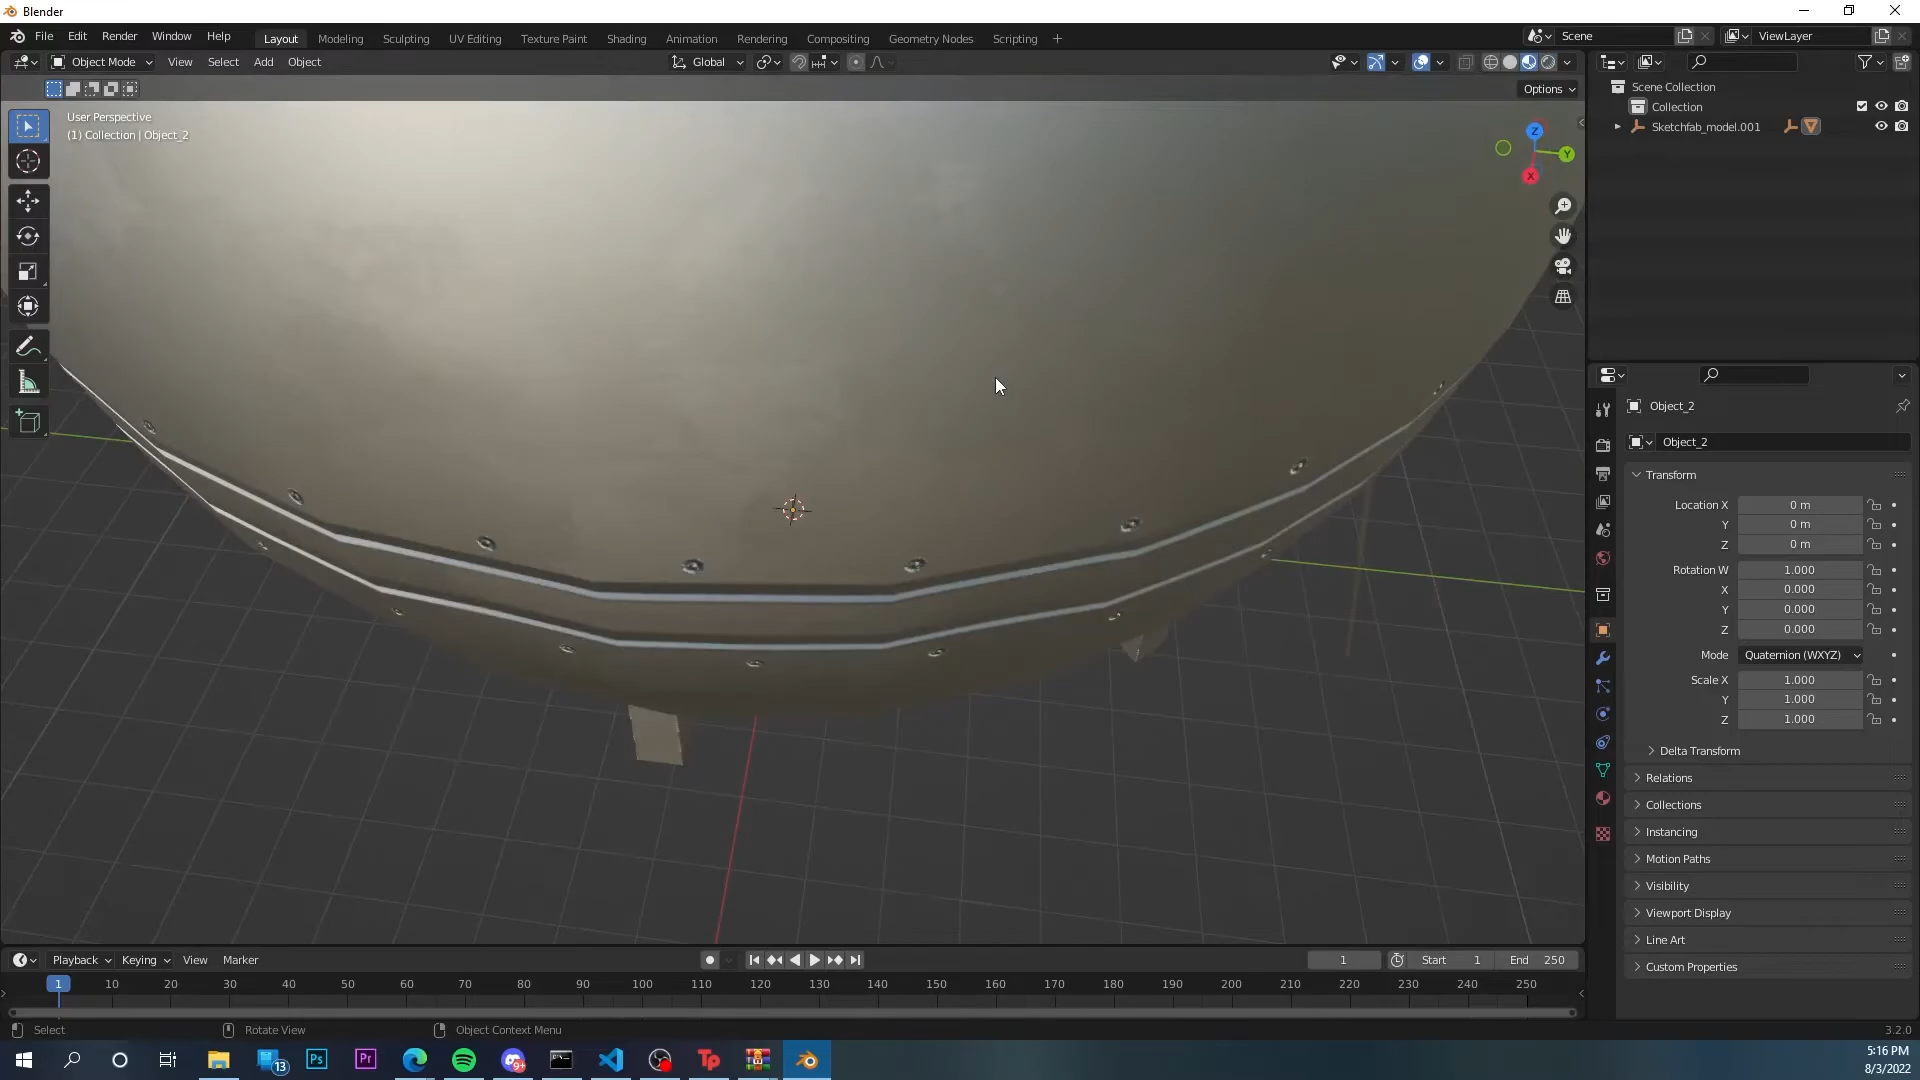 Blender
File Edit Render Window Help
Layout Modeling Sculpting UV Editing Texture Paint Shading Animation Rendering Compositing Geometry Nodes Scripting +
Scene
ViewLayer
Object Mode View Select Add Object
Global
Options
User Perspective
(1) Collection | Object_2
Z
Y
X
Scene Collection
Collection
Sketchfab_model.001
Object_2
Object_2
Transform
Location X 0 m
Y 0 m
Z 0 m
Rotation W 1.000
X 0.000
Y 0.000
Z 0.000
Mode Quaternion (WXYZ)
Scale X 1.000
Y 1.000
Z 1.000
Delta Transform
Relations
Collections
Instancing
Motion Paths
Visibility
Viewport Display
Line Art
Custom Properties
Playback Keying View Marker
1 Start 1 End 250
1 10 20 30 40 50 60 70 80 90 100 110 120 130 140 150 160 170 180 190 200 210 220 230 240 250
Select Rotate View Object Context Menu
3.2.0
13 Ps Pr 9+ Tp
5:16 PM
8/3/2022